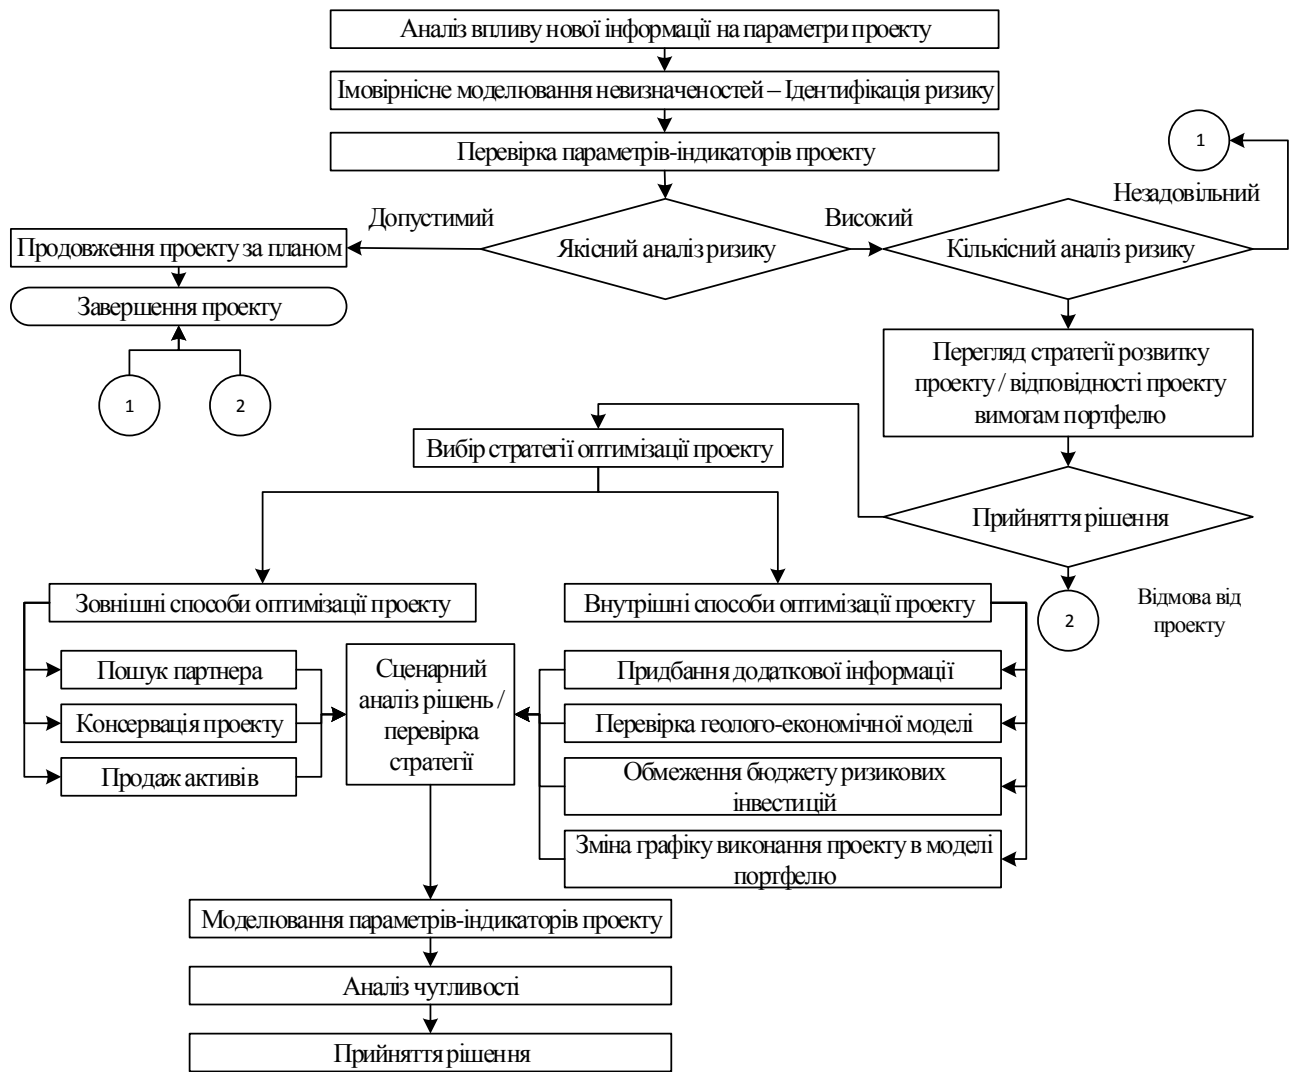 Аналіз впливу нової інформації на параметри проекту
Імовірнісне моделювання невизначеностей – Ідентифікація ризику
Перевірка параметрів-індикаторів проекту
1
Незадовільний
Допустимий
Високий
Якісний аналіз ризику
Кількісний аналіз ризику
Продовження проекту за планом
Завершення проекту
1
2
Перегляд стратегії розвитку
проекту / відповідності проекту
вимогам портфелю
Вибір стратегії оптимізації проекту
Прийняття рішення
Відмова від
проекту
2
Зовнішні способи оптимізації проекту
Внутрішні способи оптимізації проекту
Пошук партнера
Консервація проекту
Продаж активів
Сценарний
аналіз рішень /
перевірка
стратегії
Придбання додаткової інформації
Перевірка геолого-економічної моделі
Обмеження бюджету ризикових
інвестицій
Зміна графіку виконання проекту в моделі
портфелю
Моделювання параметрів-індикаторів проекту
Аналіз чутливості
Прийняття рішення